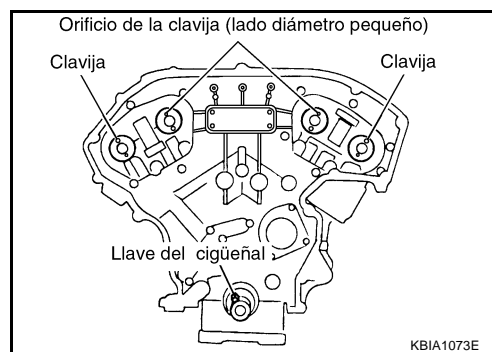 Orificio de la clavija (lado diámetro pequeño)
Clavija
Clavija
Llave del cigüeñal
KBIA1073E